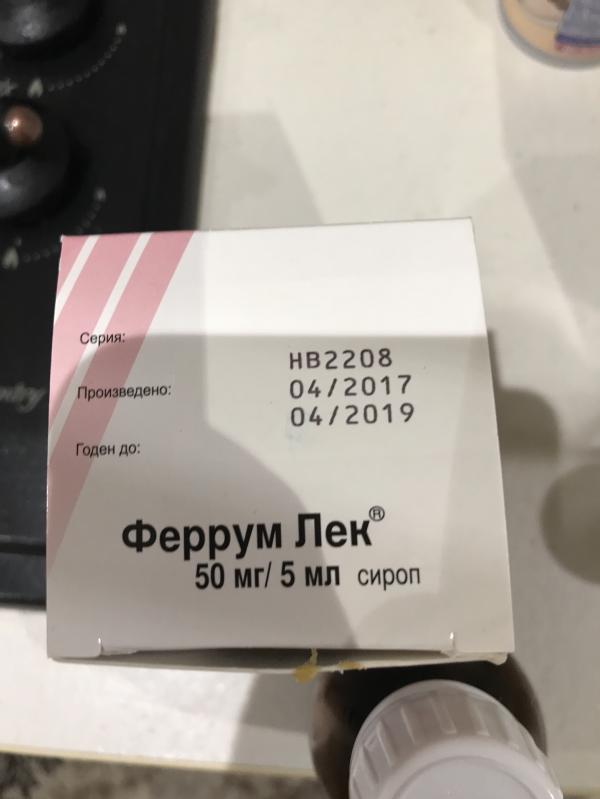 Серия:
HB2208
Произведено:
04/2017
04/2019
Годен до:
Феррум Лек®
50 мг/ 5 мл сироп